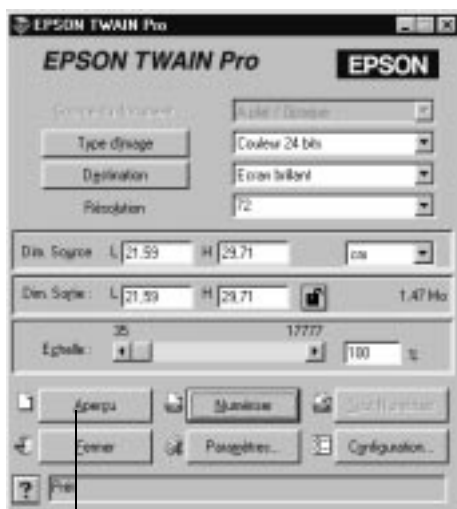 EPSON TWAIN Pro
EPSON TWAIN Pro EPSON
Type d'image Couleur 24 bits
Destination Ecran brillant
Résolution 72
Dim. Source L 21,59 H 29,71 cm
Dim. Sortie : L 21,59 H 29,71 1.47 Mo
35 17777
Echelle : 100 %
Aperçu Numériser
Fermer Paramètres... Configuration...
? Prêt